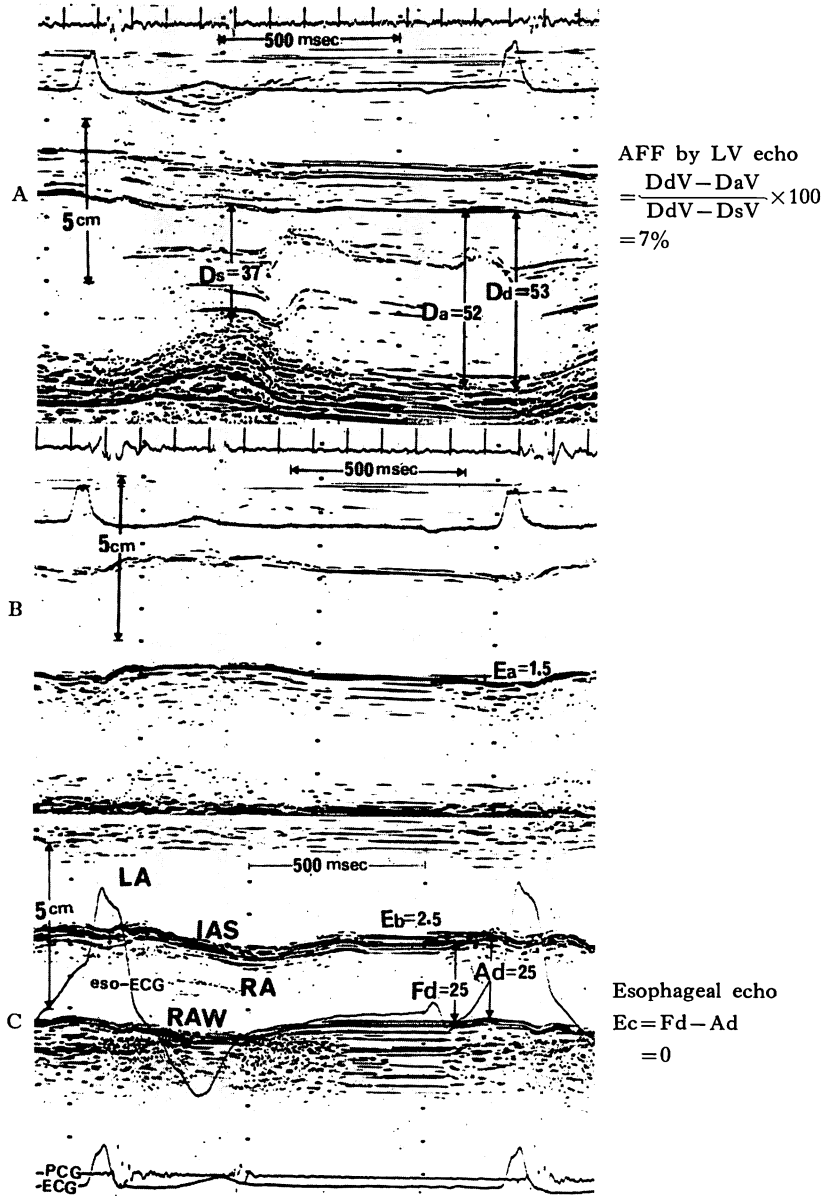 500 msec
A
5cm
Ds=37
Da=52
Dd=53
AFF by LV echo
=DdV−DaV/DdV−DsV×100
=7%
500 msec
5cm
B
Ea=1.5
500 msec
LA
5cm
IAS
Eb=2.5
eso-ECG
RA
Fd=25
Ad=25
C
RAW
Esophageal echo
Ec=Fd−Ad
=0
PCG
ECG